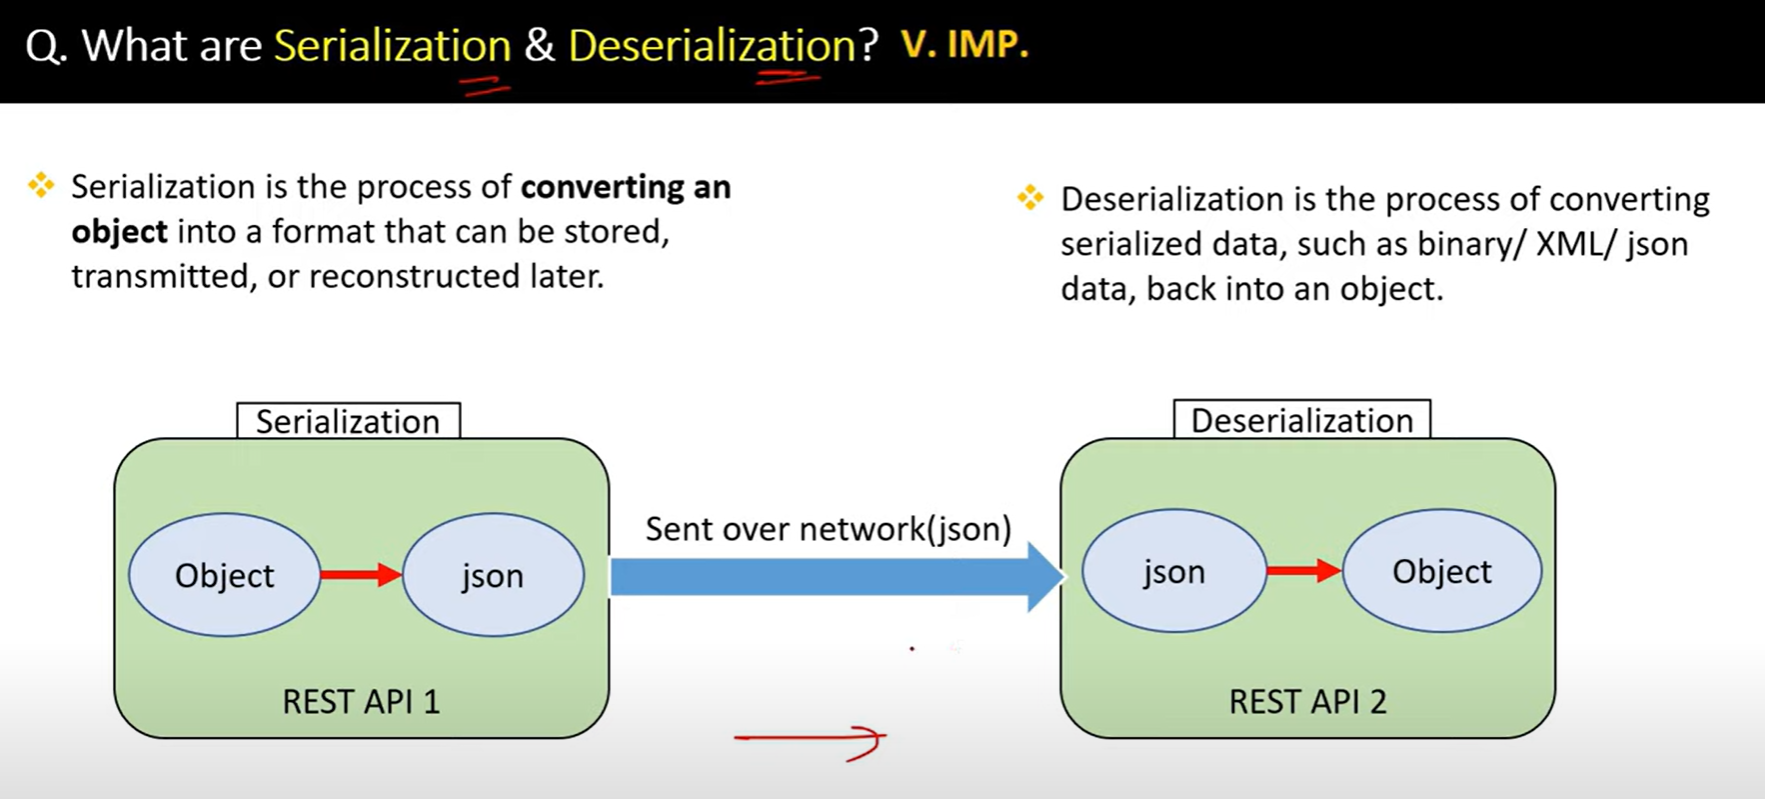 Q. What are Serialization & Deserialization? V. IMP.
❖ Serialization is the process of converting an
object into a format that can be stored,
transmitted, or reconstructed later.
❖ Deserialization is the process of converting
serialized data, such as binary/ XML/ json
data, back into an object.
Serialization
Object
json
REST API 1
Sent over network(json)
Deserialization
json
Object
REST API 2